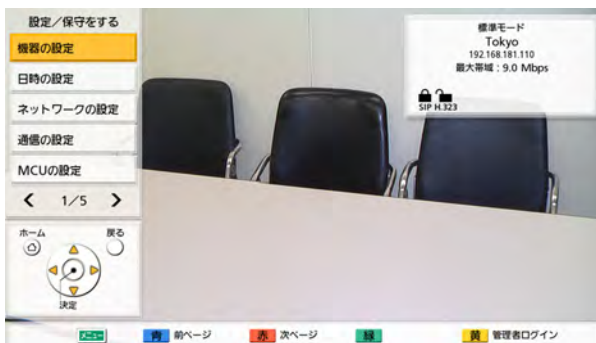 設定／保守をする
機器の設定
日時の設定
ネットワークの設定
通信の設定
MCUの設定
1/5
ホーム
戻る
決定
標準モード
Tokyo
192.168.181.110
最大帯域：9.0 Mbps
SIP H.323
メニュー
青 前ページ
赤 次ページ
緑
黄 管理者ログイン